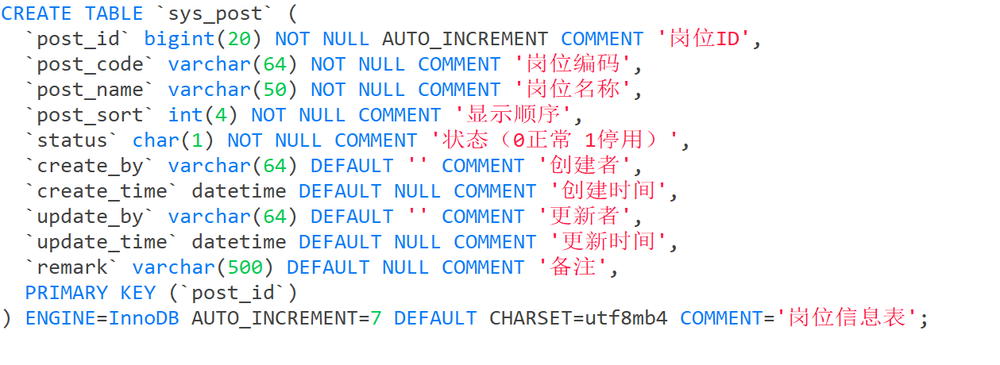 CREATE TABLE `sys_post` (
  `post_id` bigint(20) NOT NULL AUTO_INCREMENT COMMENT '岗位ID',
  `post_code` varchar(64) NOT NULL COMMENT '岗位编码',
  `post_name` varchar(50) NOT NULL COMMENT '岗位名称',
  `post_sort` int(4) NOT NULL COMMENT '显示顺序',
  `status` char(1) NOT NULL COMMENT '状态（0正常 1停用）',
  `create_by` varchar(64) DEFAULT '' COMMENT '创建者',
  `create_time` datetime DEFAULT NULL COMMENT '创建时间',
  `update_by` varchar(64) DEFAULT '' COMMENT '更新者',
  `update_time` datetime DEFAULT NULL COMMENT '更新时间',
  `remark` varchar(500) DEFAULT NULL COMMENT '备注',
  PRIMARY KEY (`post_id`)
) ENGINE=InnoDB AUTO_INCREMENT=7 DEFAULT CHARSET=utf8mb4 COMMENT='岗位信息表';